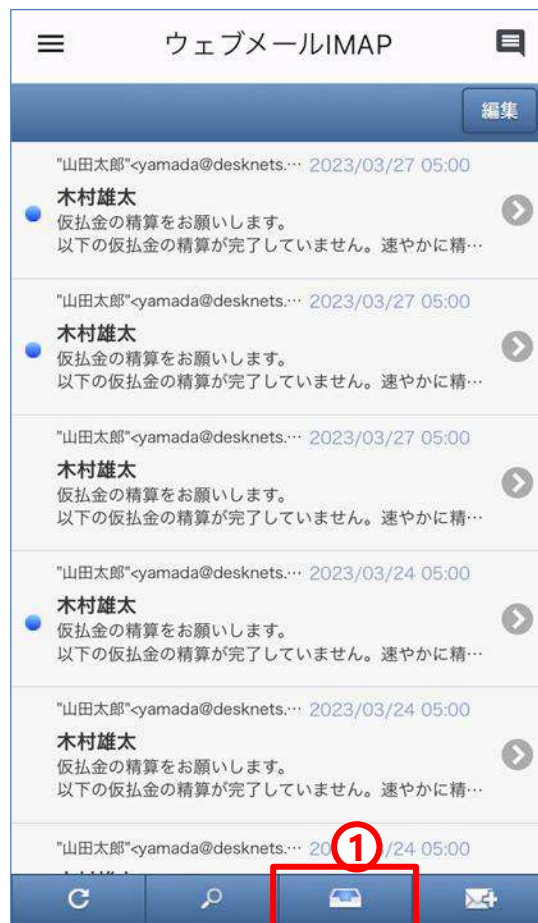 ウェブメールIMAP
編集
"山田太郎"<yamada@desknets.… 2023/03/27 05:00
木村雄太
仮払金の精算をお願いします。
以下の仮払金の精算が完了していません。速やかに精…
"山田太郎"<yamada@desknets.… 2023/03/27 05:00
木村雄太
仮払金の精算をお願いします。
以下の仮払金の精算が完了していません。速やかに精…
"山田太郎"<yamada@desknets.… 2023/03/27 05:00
木村雄太
仮払金の精算をお願いします。
以下の仮払金の精算が完了していません。速やかに精…
"山田太郎"<yamada@desknets.… 2023/03/24 05:00
木村雄太
仮払金の精算をお願いします。
以下の仮払金の精算が完了していません。速やかに精…
"山田太郎"<yamada@desknets.… 2023/03/24 05:00
木村雄太
仮払金の精算をお願いします。
以下の仮払金の精算が完了していません。速やかに精…
"山田太郎"<yamada@desknets.… 20 /24 05:00
①